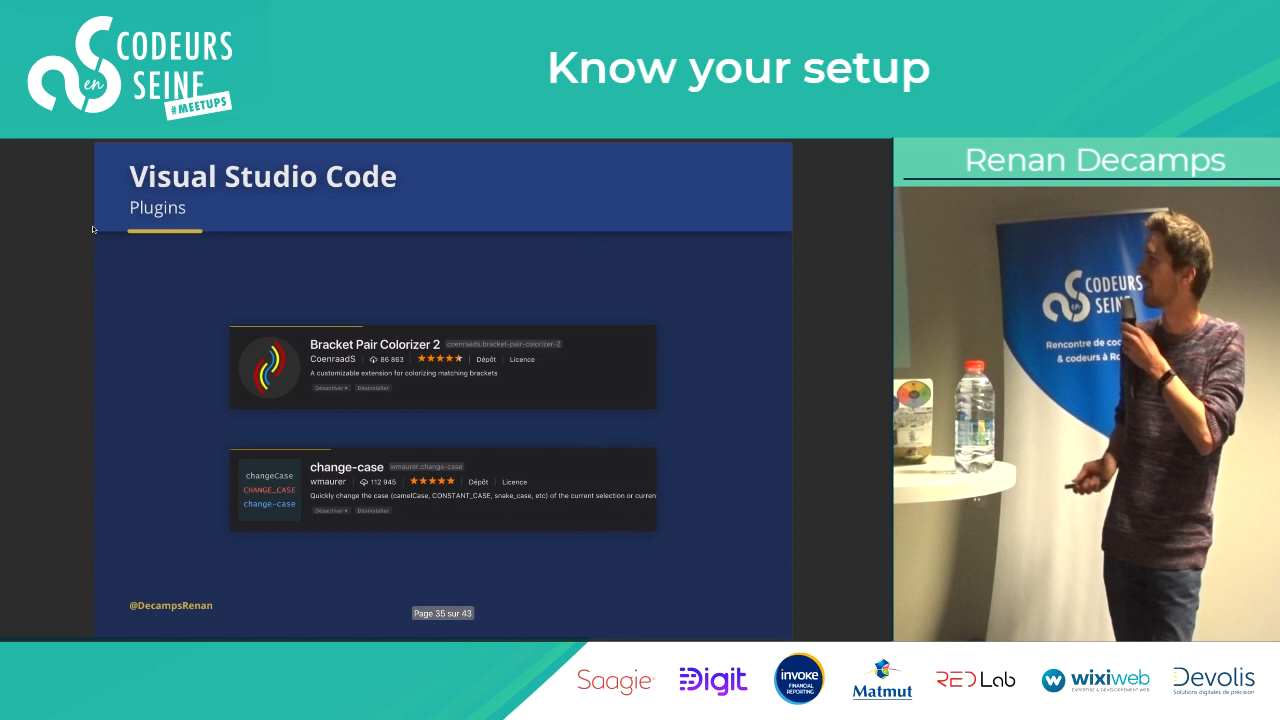 CODEURS
en
SEINE
#MEETUPS
Know your setup
Renan Decamps
Visual Studio Code
Plugins
Bracket Pair Colorizer 2 coenraads.bracket-pair-colorizer-2
CoenraadS | 86 863 | ★★★★★ | Dépôt | Licence
A customizable extension for colorizing matching brackets
Désactiver ▾ Désinstaller
changeCase
CHANGE_CASE
change-case
change-case wmaurer.change-case
wmaurer | 112 945 | ★★★★★ | Dépôt | Licence
Quickly change the case (camelCase, CONSTANT_CASE, snake_case, etc) of the current selection or curren
Désactiver ▾ Désinstaller
@DecampsRenan
Page 35 sur 43
CODEURS
en
SEINE
Rencontre de co
& codeurs à Ro
Saagie
Digit
invoke
FINANCIAL
REPORTING
Matmut
RED Lab
wixiweb
EXPERTISE & DÉVELOPPEMENT WEB
Devolis
Solutions digitales de précision